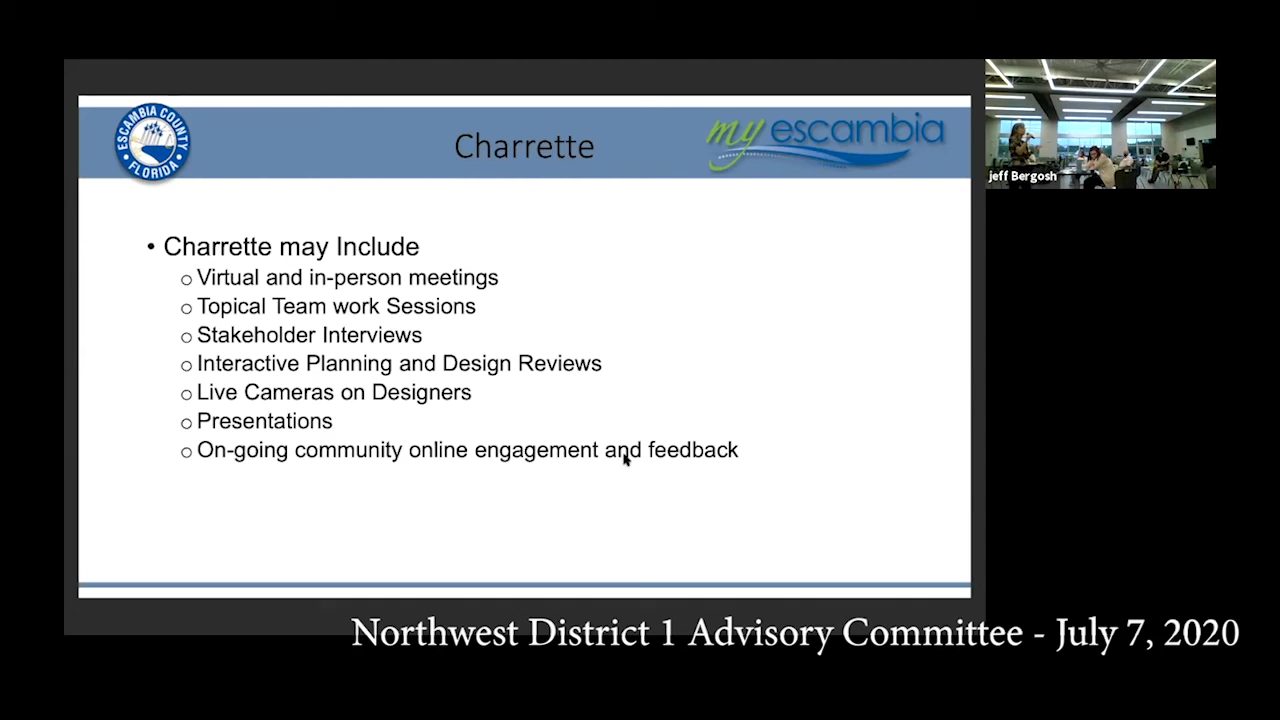 ESCAMBIA COUNTY
FLORIDA
Charrette
my escambia
jeff Bergosh
• Charrette may Include
o Virtual and in-person meetings
o Topical Team work Sessions
o Stakeholder Interviews
o Interactive Planning and Design Reviews
o Live Cameras on Designers
o Presentations
o On-going community online engagement and feedback
Northwest District 1 Advisory Committee - July 7, 2020